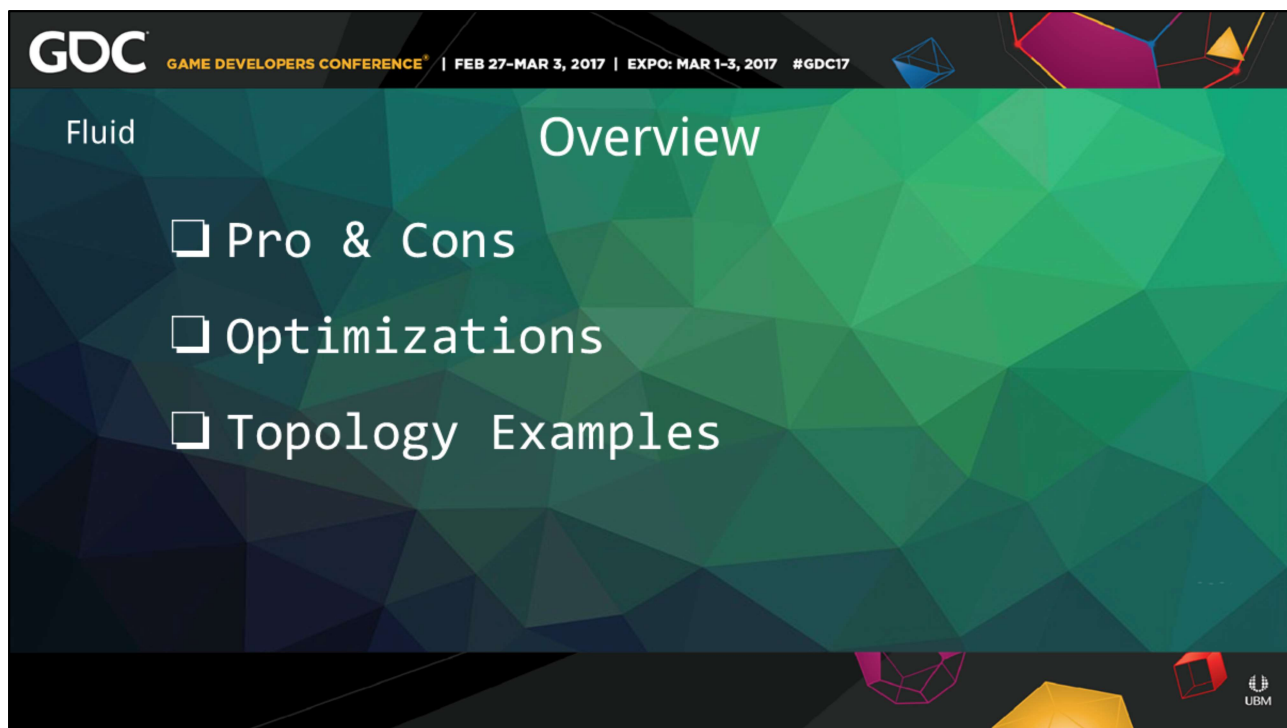 GDC GAME DEVELOPERS CONFERENCE® | FEB 27–MAR 3, 2017 | EXPO: MAR 1–3, 2017 #GDC17
Fluid
Overview
❏ Pro & Cons
❏ Optimizations
❏ Topology Examples
UBM